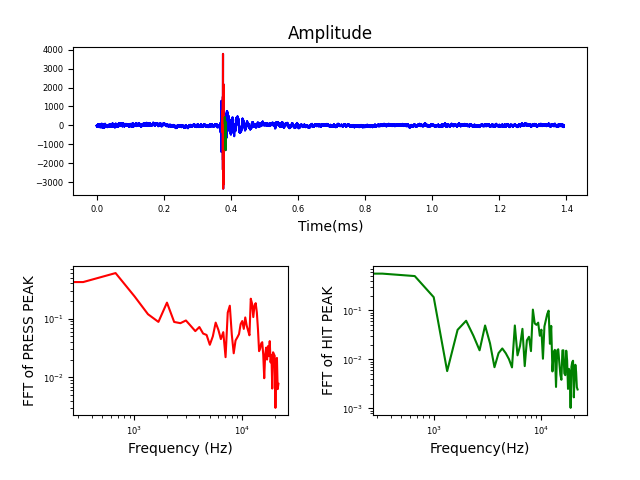 Amplitude
4000
3000
2000
1000
0
−1000
−2000
−3000
0.0 0.2 0.4 0.6 0.8 1.0 1.2 1.4
Time(ms)
FFT of PRESS PEAK
10⁻¹
10⁻²
10³ 10⁴
Frequency (Hz)
FFT of HIT PEAK
10⁻¹
10⁻²
10⁻³
10³ 10⁴
Frequency(Hz)